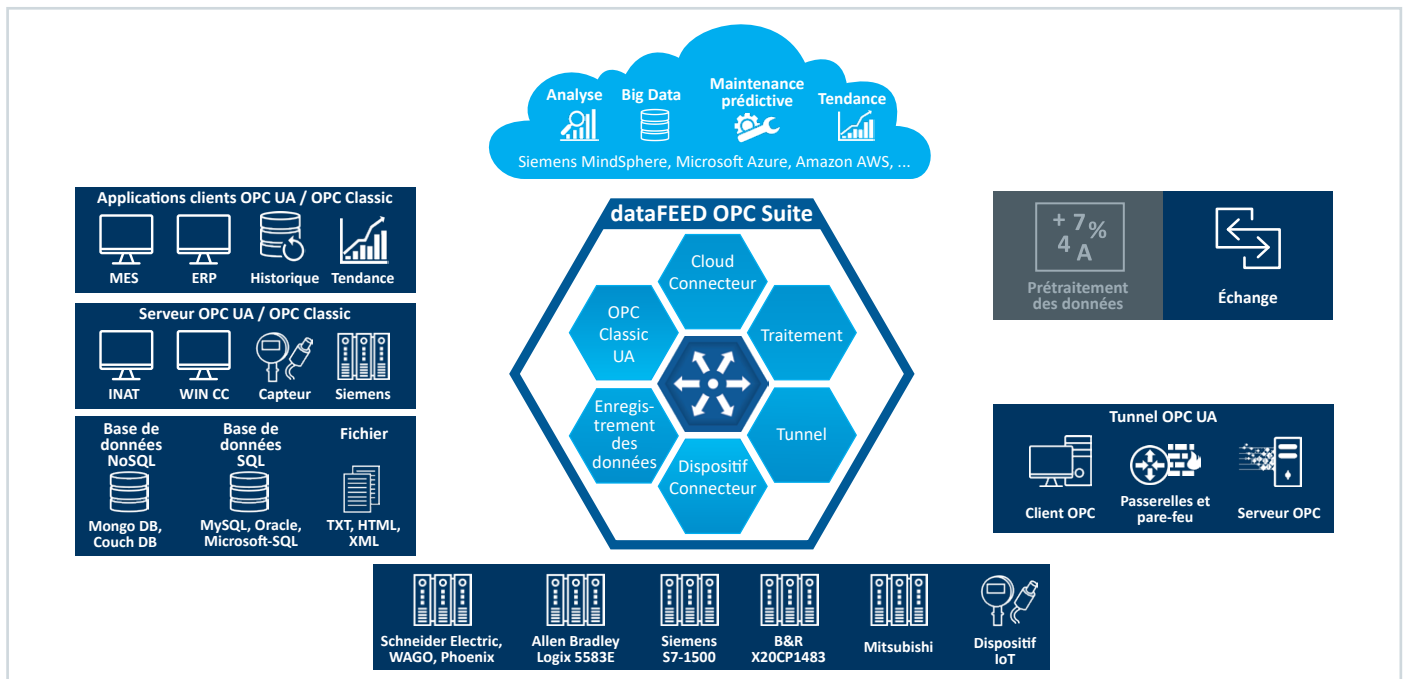 Analyse
Big Data
Maintenance
prédictive
Tendance
Siemens MindSphere, Microsoft Azure, Amazon AWS, ...
Applications clients OPC UA / OPC Classic
MES
ERP
Historique
Tendance
Serveur OPC UA / OPC Classic
INAT
WIN CC
Capteur
Siemens
Base de
données
NoSQL
Mongo DB,
Couch DB
Base de
données
SQL
MySQL, Oracle,
Microsoft-SQL
Fichier
TXT, HTML,
XML
dataFEED OPC Suite
Cloud
Connecteur
OPC
Classic
UA
Traitement
Enregis-
trement
des
données
Tunnel
Dispositif
Connecteur
+ 7%
4 A
Prétraitement
des données
Échange
Tunnel OPC UA
Client OPC
Passerelles et
pare-feu
Serveur OPC
Schneider Electric,
WAGO, Phoenix
Allen Bradley
Logix 5583E
Siemens
S7-1500
B&R
X20CP1483
Mitsubishi
Dispositif
IoT